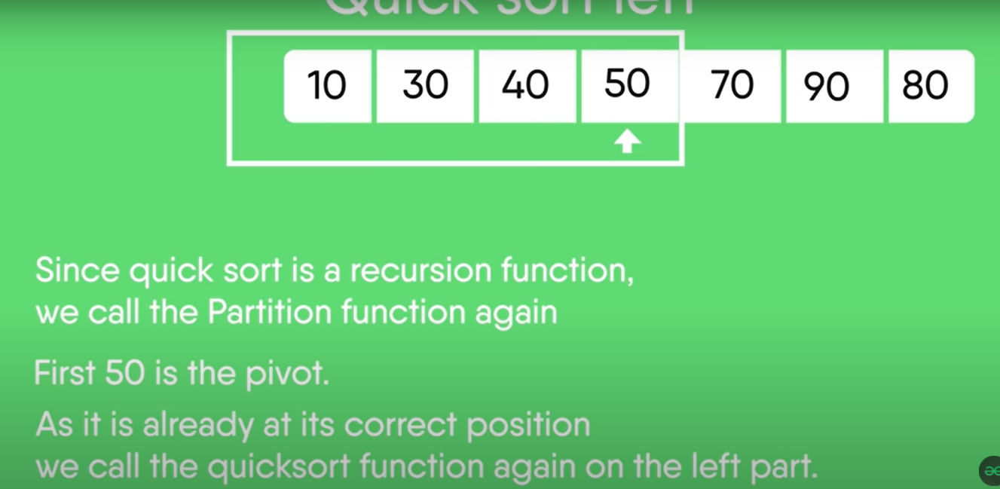 Quick sort left
10 30 40 50 70 90 80
Since quick sort is a recursion function,
we call the Partition function again
First 50 is the pivot.
As it is already at its correct position
we call the quicksort function again on the left part.